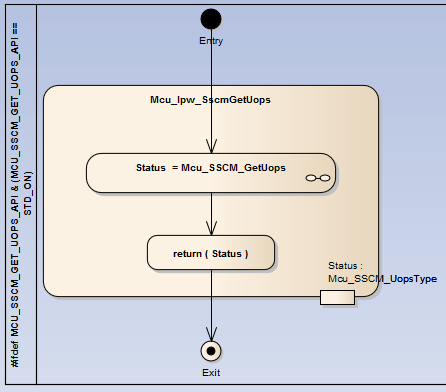 #ifdef MCU_SSCM_GET_UOPS_API & (MCU_SSCM_GET_UOPS_API ==
STD_ON)
Entry
Mcu_Ipw_SscmGetUops
Status = Mcu_SSCM_GetUops
return ( Status )
Status :
Mcu_SSCM_UopsType
Exit